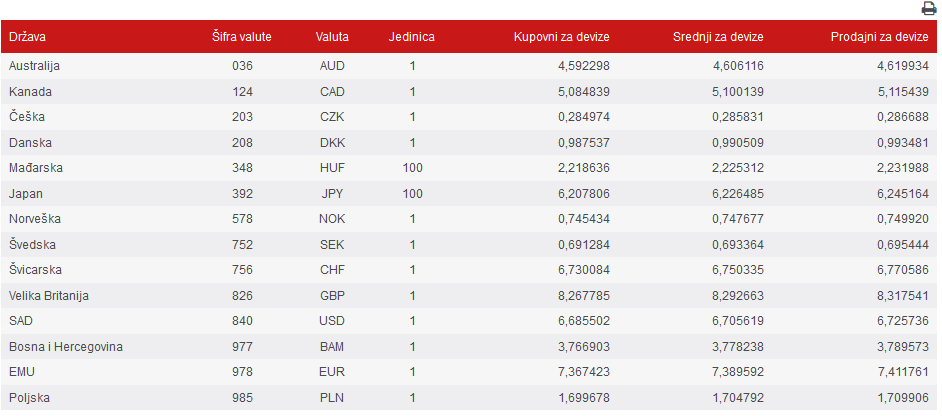 Država Šifra valute Valuta Jedinica Kupovni za devize Srednji za devize Prodajni za devize
Australija 036 AUD 1 4,592298 4,606116 4,619934
Kanada 124 CAD 1 5,084839 5,100139 5,115439
Češka 203 CZK 1 0,284974 0,285831 0,286688
Danska 208 DKK 1 0,987537 0,990509 0,993481
Mađarska 348 HUF 100 2,218636 2,225312 2,231988
Japan 392 JPY 100 6,207806 6,226485 6,245164
Norveška 578 NOK 1 0,745434 0,747677 0,749920
Švedska 752 SEK 1 0,691284 0,693364 0,695444
Švicarska 756 CHF 1 6,730084 6,750335 6,770586
Velika Britanija 826 GBP 1 8,267785 8,292663 8,317541
SAD 840 USD 1 6,685502 6,705619 6,725736
Bosna i Hercegovina 977 BAM 1 3,766903 3,778238 3,789573
EMU 978 EUR 1 7,367423 7,389592 7,411761
Poljska 985 PLN 1 1,699678 1,704792 1,709906